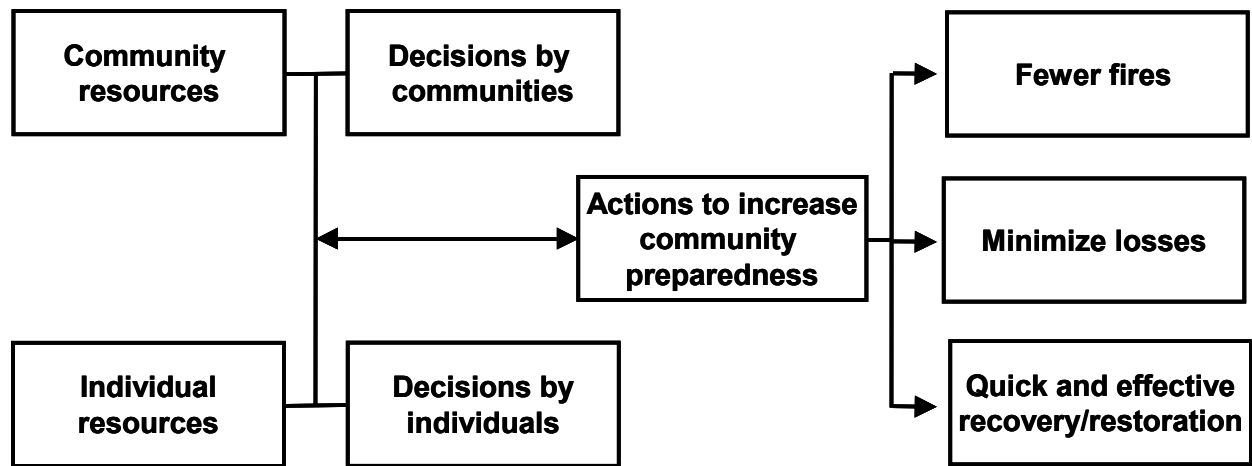 Community
resources
Decisions by
communities
Fewer fires
Actions to increase
community
preparedness
Minimize losses
Individual
resources
Decisions by
individuals
Quick and effective
recovery/restoration